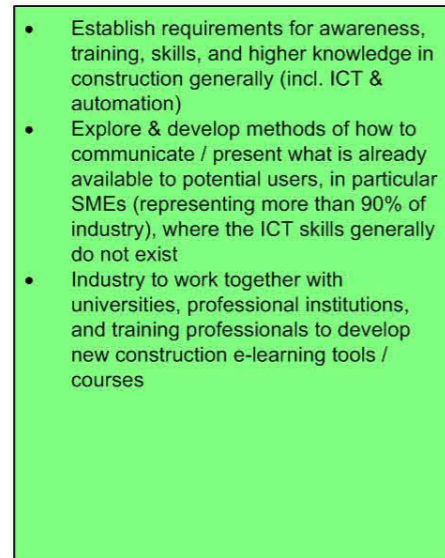 • Establish requirements for awareness,
training, skills, and higher knowledge in
construction generally (incl. ICT &
automation)
• Explore & develop methods of how to
communicate / present what is already
available to potential users, in particular
SMEs (representing more than 90% of
industry), where the ICT skills generally
do not exist
• Industry to work together with
universities, professional institutions,
and training professionals to develop
new construction e-learning tools /
courses